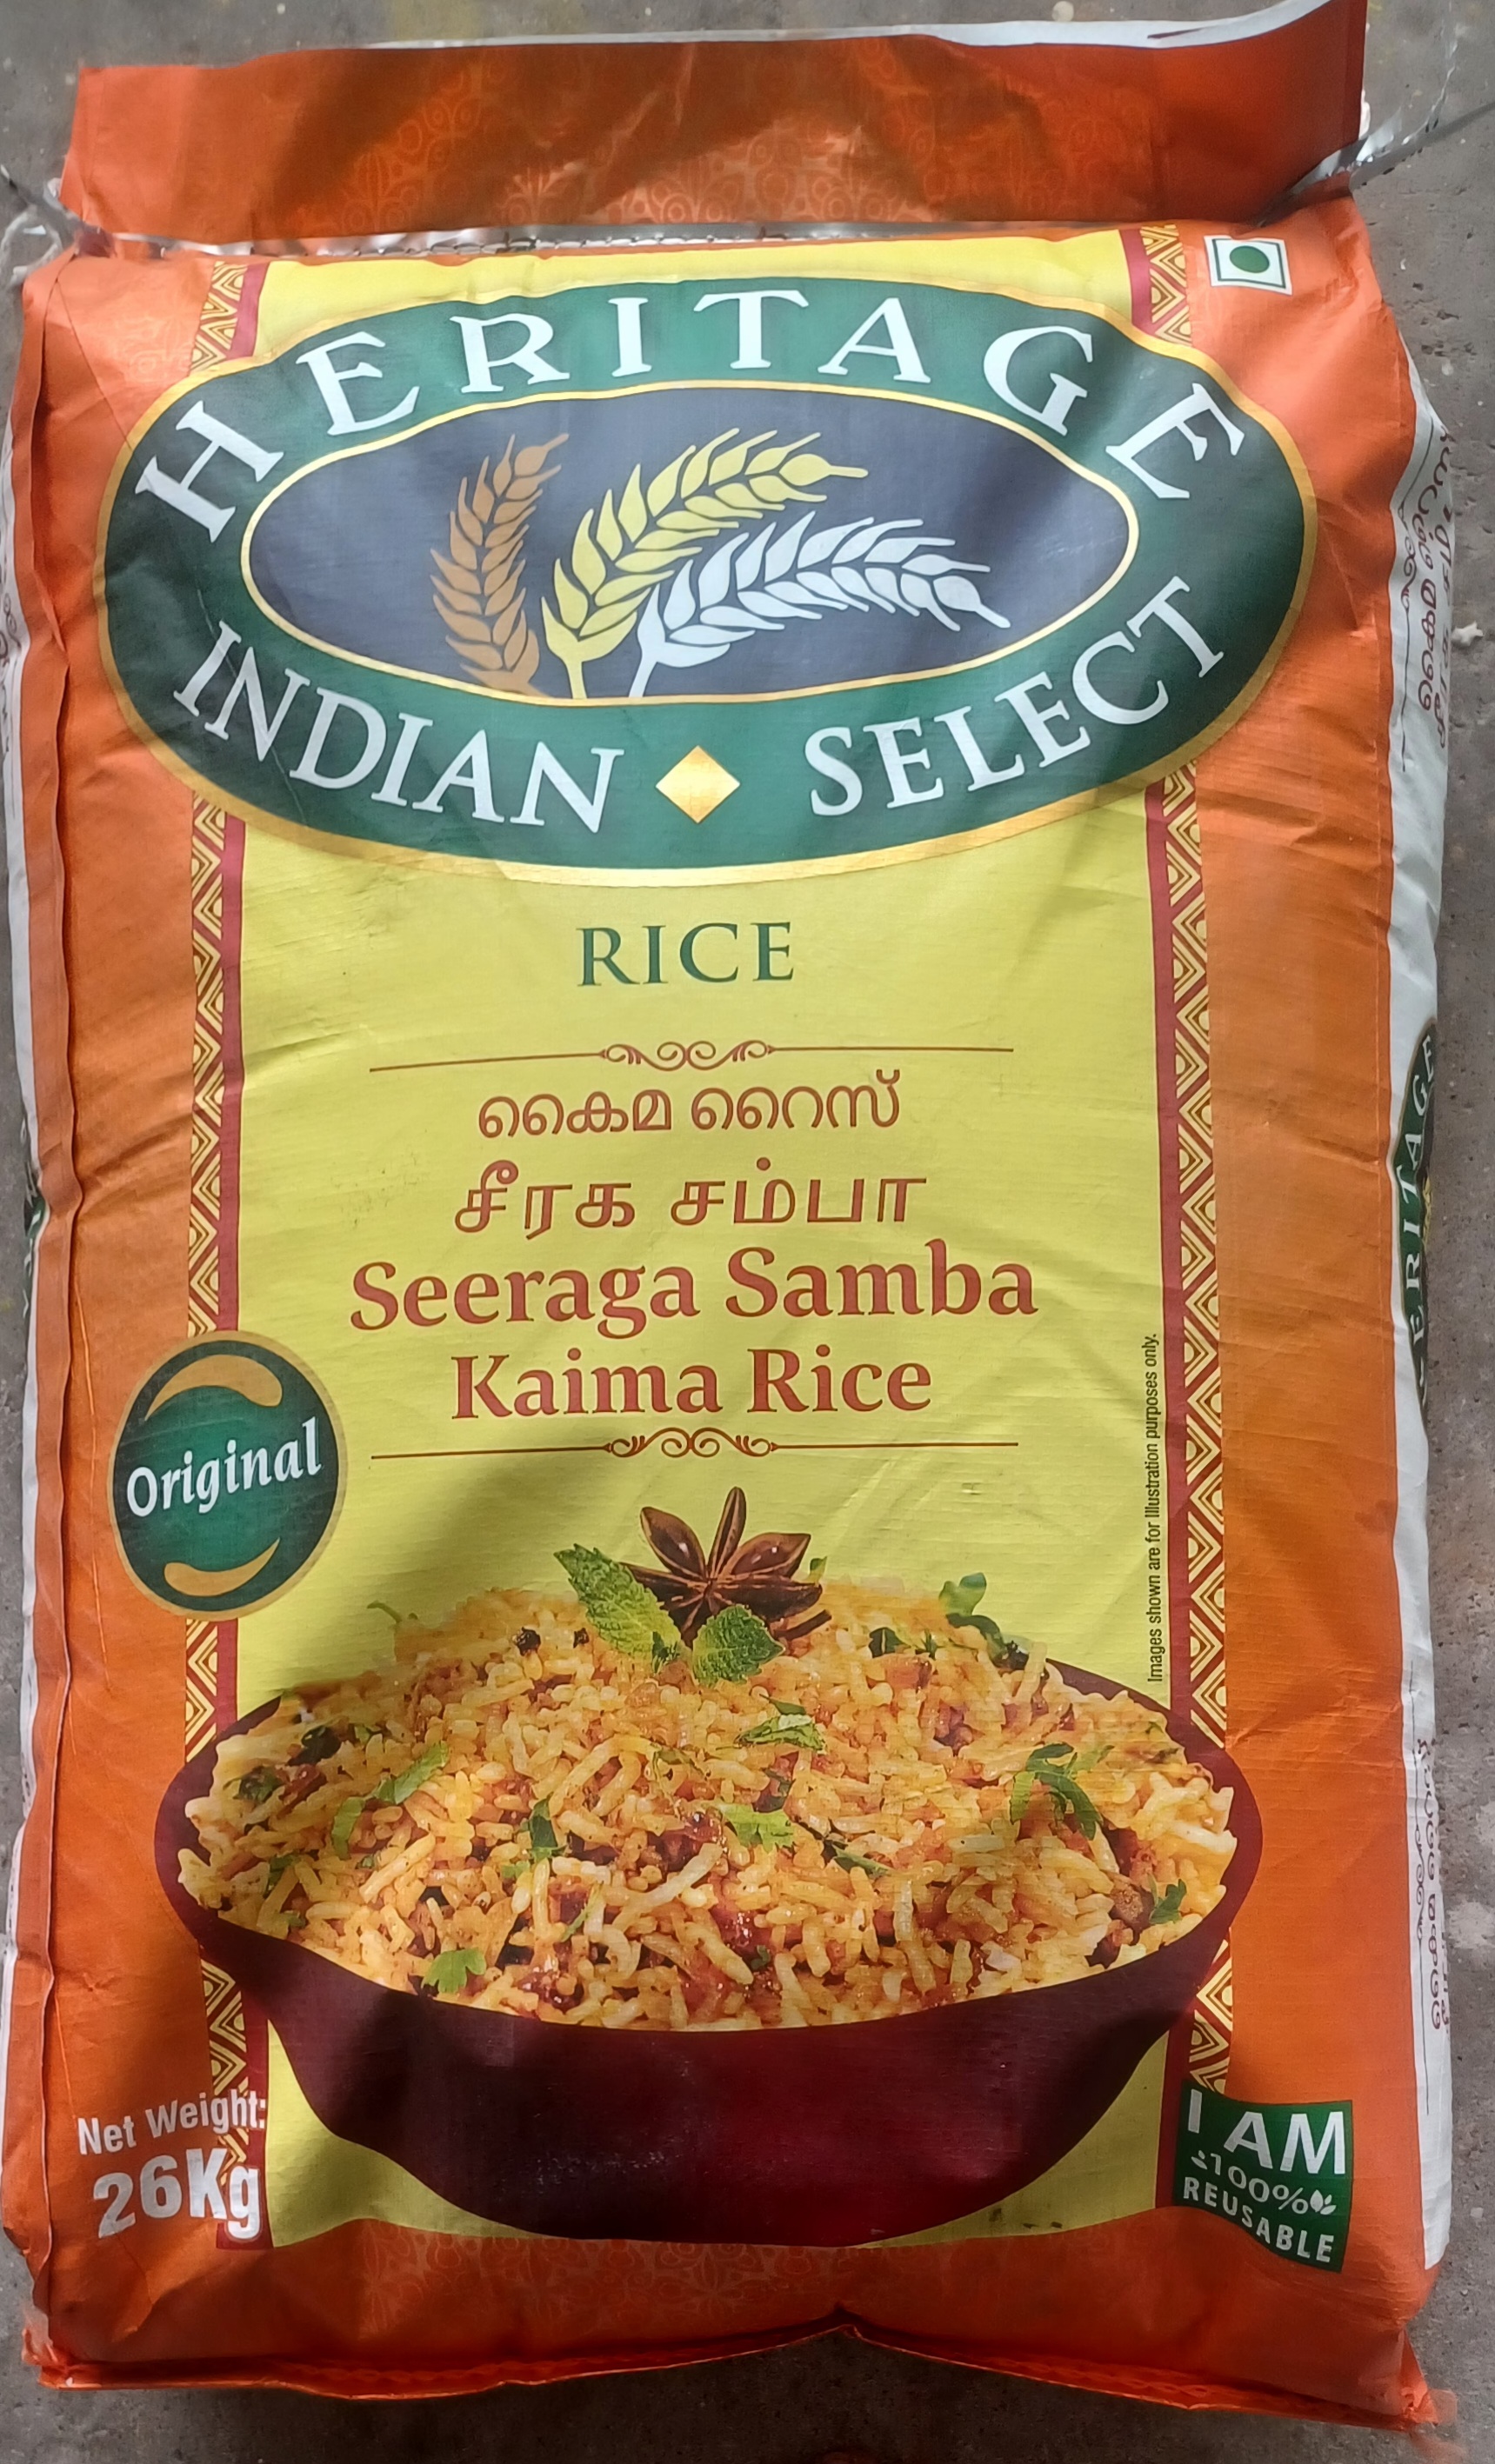 HERITAGE
INDIAN SELECT
RICE
കൈമ റൈസ്
சீரக சம்பா
Seeraga Samba
Kaima Rice
Original
Images shown are for Illustration purposes only.
Net Weight:
26Kg
I AM
100%
REUSABLE